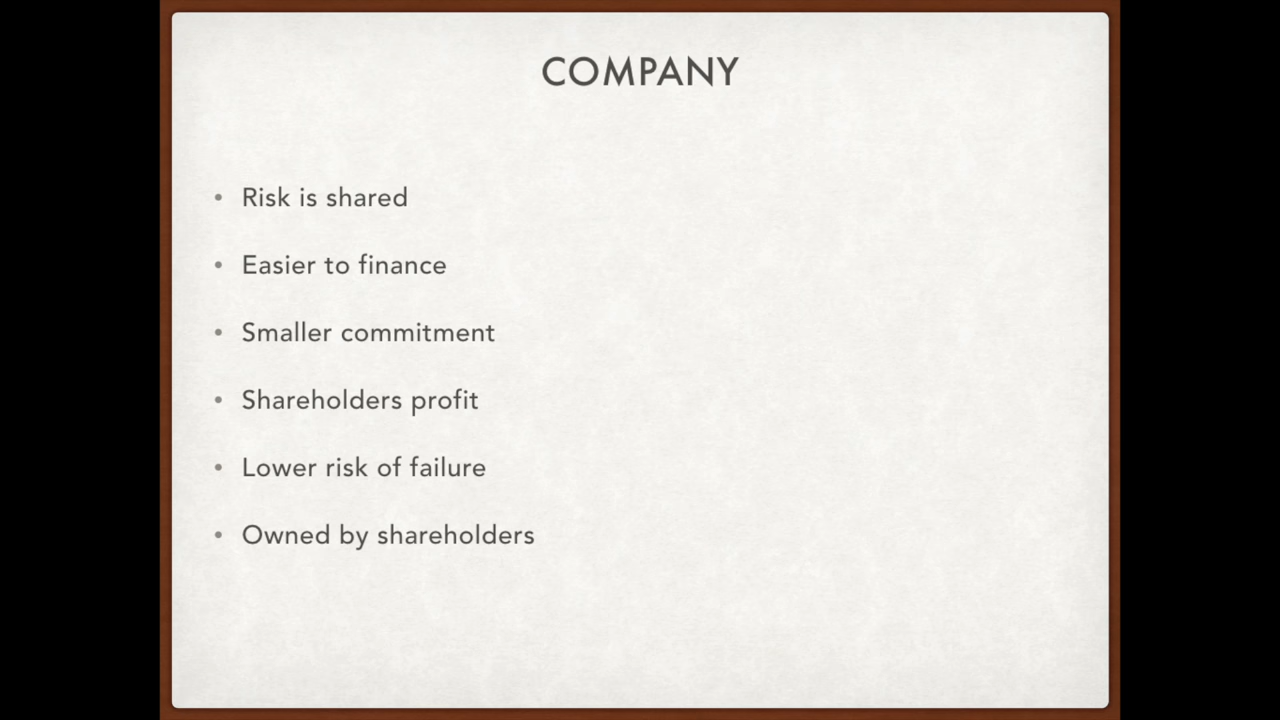 COMPANY
• Risk is shared
• Easier to finance
• Smaller commitment
• Shareholders profit
• Lower risk of failure
• Owned by shareholders